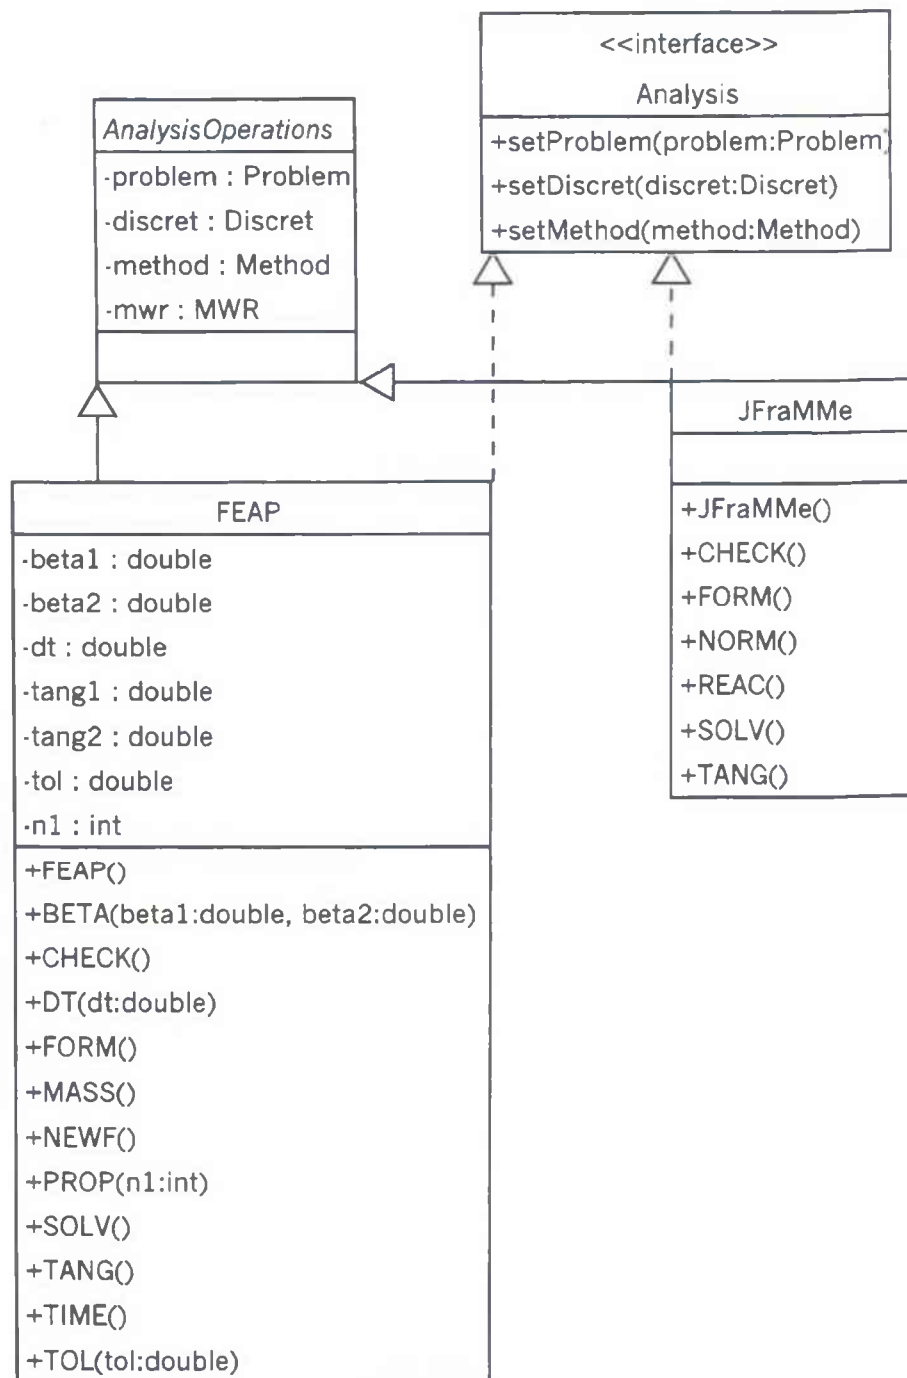 <<interface>>
Analysis
+setProblem(problem:Problem)
+setDiscret(discret:Discret)
+setMethod(method:Method)
AnalysisOperations
-problem : Problem
-discret : Discret
-method : Method
-mwr : MWR
JFraMMe
+JFraMMe()
+CHECK()
+FORM()
+NORM()
+REAC()
+SOLV()
+TANG()
FEAP
-beta1 : double
-beta2 : double
-dt : double
-tang1 : double
-tang2 : double
-tol : double
-n1 : int
+FEAP()
+BETA(beta1:double, beta2:double)
+CHECK()
+DT(dt:double)
+FORM()
+MASS()
+NEWF()
+PROP(n1:int)
+SOLV()
+TANG()
+TIME()
+TOL(tol:double)